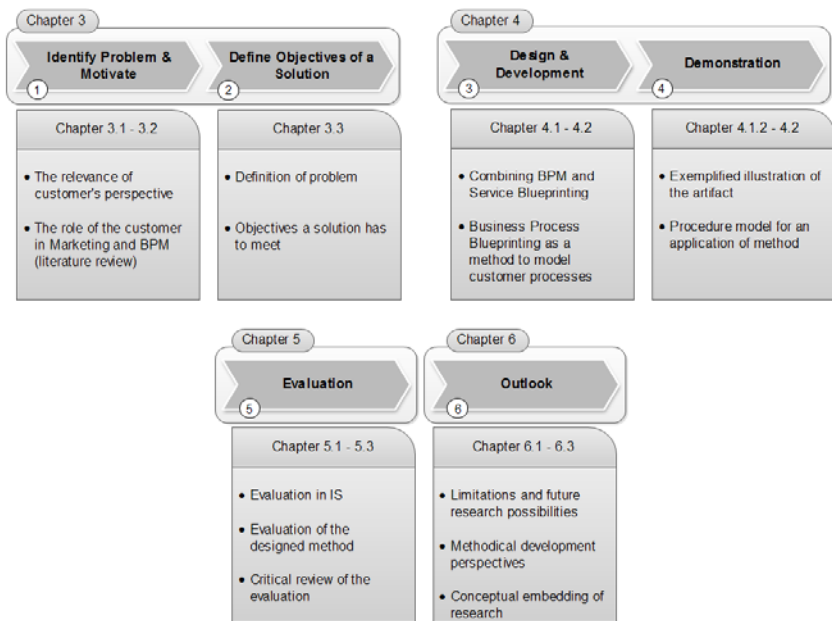 Chapter 3
Identify Problem &
Motivate
1
Define Objectives of a
Solution
2
Chapter 3.1 - 3.2
• The relevance of
customer's perspective
• The role of the customer
in Marketing and BPM
(literature review)
Chapter 3.3
• Definition of problem
• Objectives a solution has
to meet
Chapter 4
Design &
Development
3
Demonstration
4
Chapter 4.1 - 4.2
• Combining BPM and
Service Blueprinting
• Business Process
Blueprinting as a
method to model
customer processes
Chapter 4.1.2 - 4.2
• Exemplified illustration of
the artifact
• Procedure model for an
application of method
Chapter 5
Evaluation
5
Chapter 5.1 - 5.3
• Evaluation in IS
• Evaluation of the
designed method
• Critical review of the
evaluation
Chapter 6
Outlook
6
Chapter 6.1 - 6.3
• Limitations and future
research possibilities
• Methodical development
perspectives
• Conceptual embedding of
research